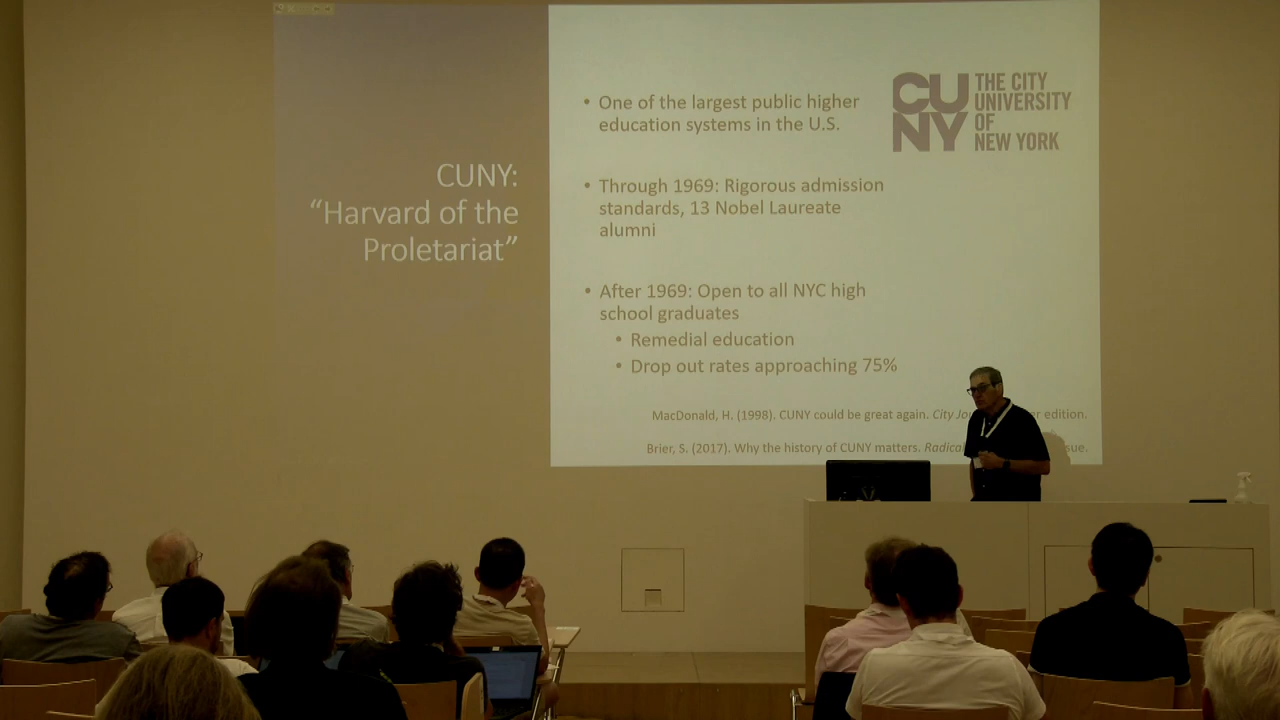 CUNY:
“Harvard of the
Proletariat”
• One of the largest public higher
education systems in the U.S.
CU
NY
THE CITY
UNIVERSITY
OF
NEW YORK
• Through 1969: Rigorous admission
standards, 13 Nobel Laureate
alumni
• After 1969: Open to all NYC high
school graduates
• Remedial education
• Drop out rates approaching 75%
MacDonald, H. (1998). CUNY could be great again. City edition.
Brier, S. (2017). Why the history of CUNY matters. Radical